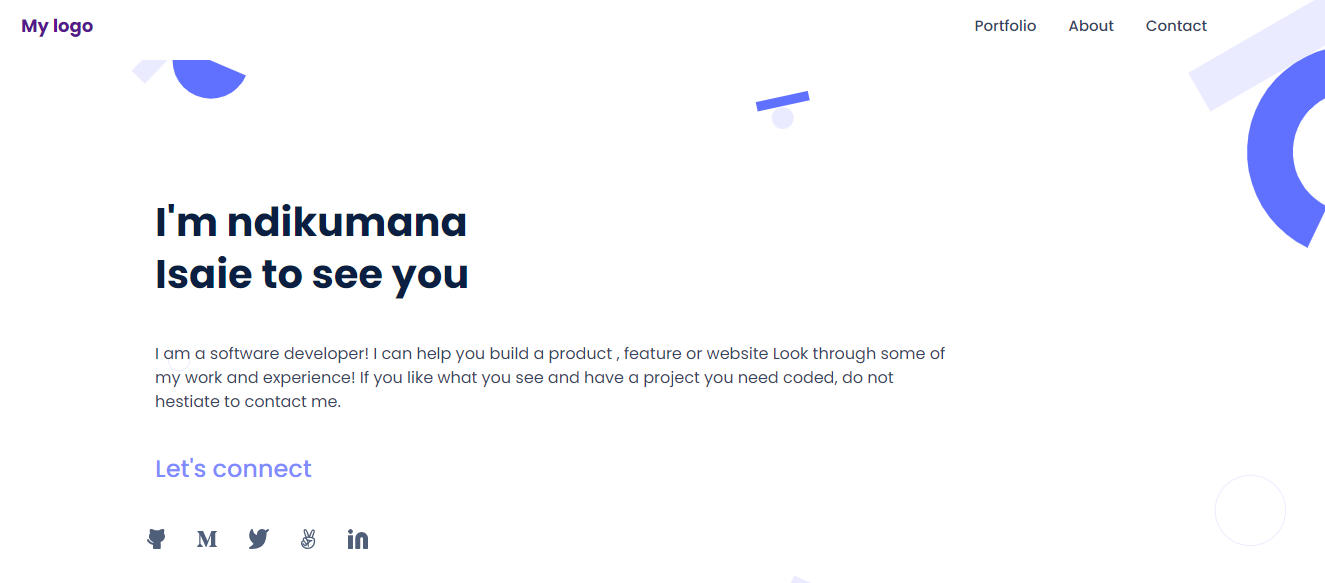 My logo
Portfolio About Contact
I'm ndikumana
Isaie to see you
I am a software developer! I can help you build a product , feature or website Look through some of
my work and experience! If you like what you see and have a project you need coded, do not
hestiate to contact me.
Let's connect